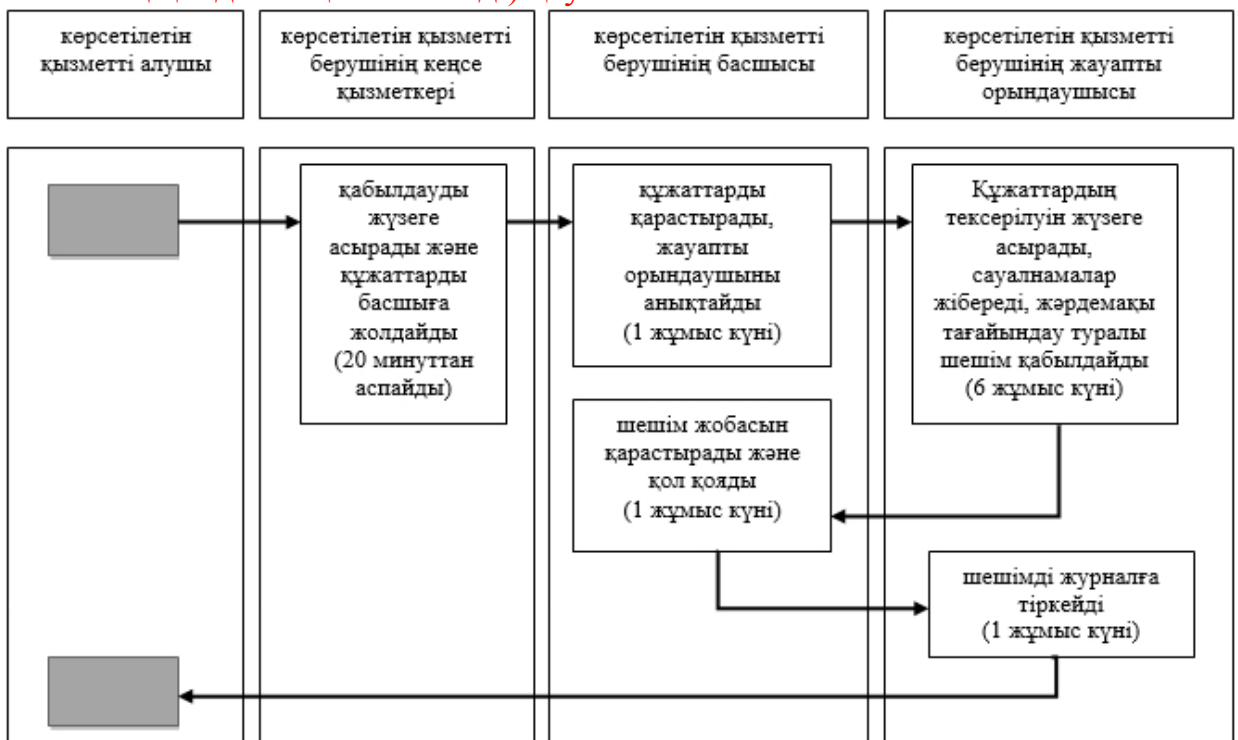 көрсетілетін
қызметті алушы
көрсетілетін қызметті
берушінің кеңсе
қызметкері
көрсетілетін қызметті
берушінің басшысы
көрсетілетін қызметті
берушінің жауапты
орындаушысы
қабылдауды
жүзеге
асырады және
құжаттарды
басшыға
жолдайды
(20 минуттан
аспайды)
құжаттарды
қарастырады,
жауапты
орындаушыны
анықтайды
(1 жұмыс күні)
Құжаттардың
тексерілуін жүзеге
асырады,
сауалнамалар
жібереді, жәрдемақы
тағайындау туралы
шешім қабылдайды
(6 жұмыс күні)
шешім жобасын
қарастырады және
қол қояды
(1 жұмыс күні)
шешімді журналға
тіркейді
(1 жұмыс күні)